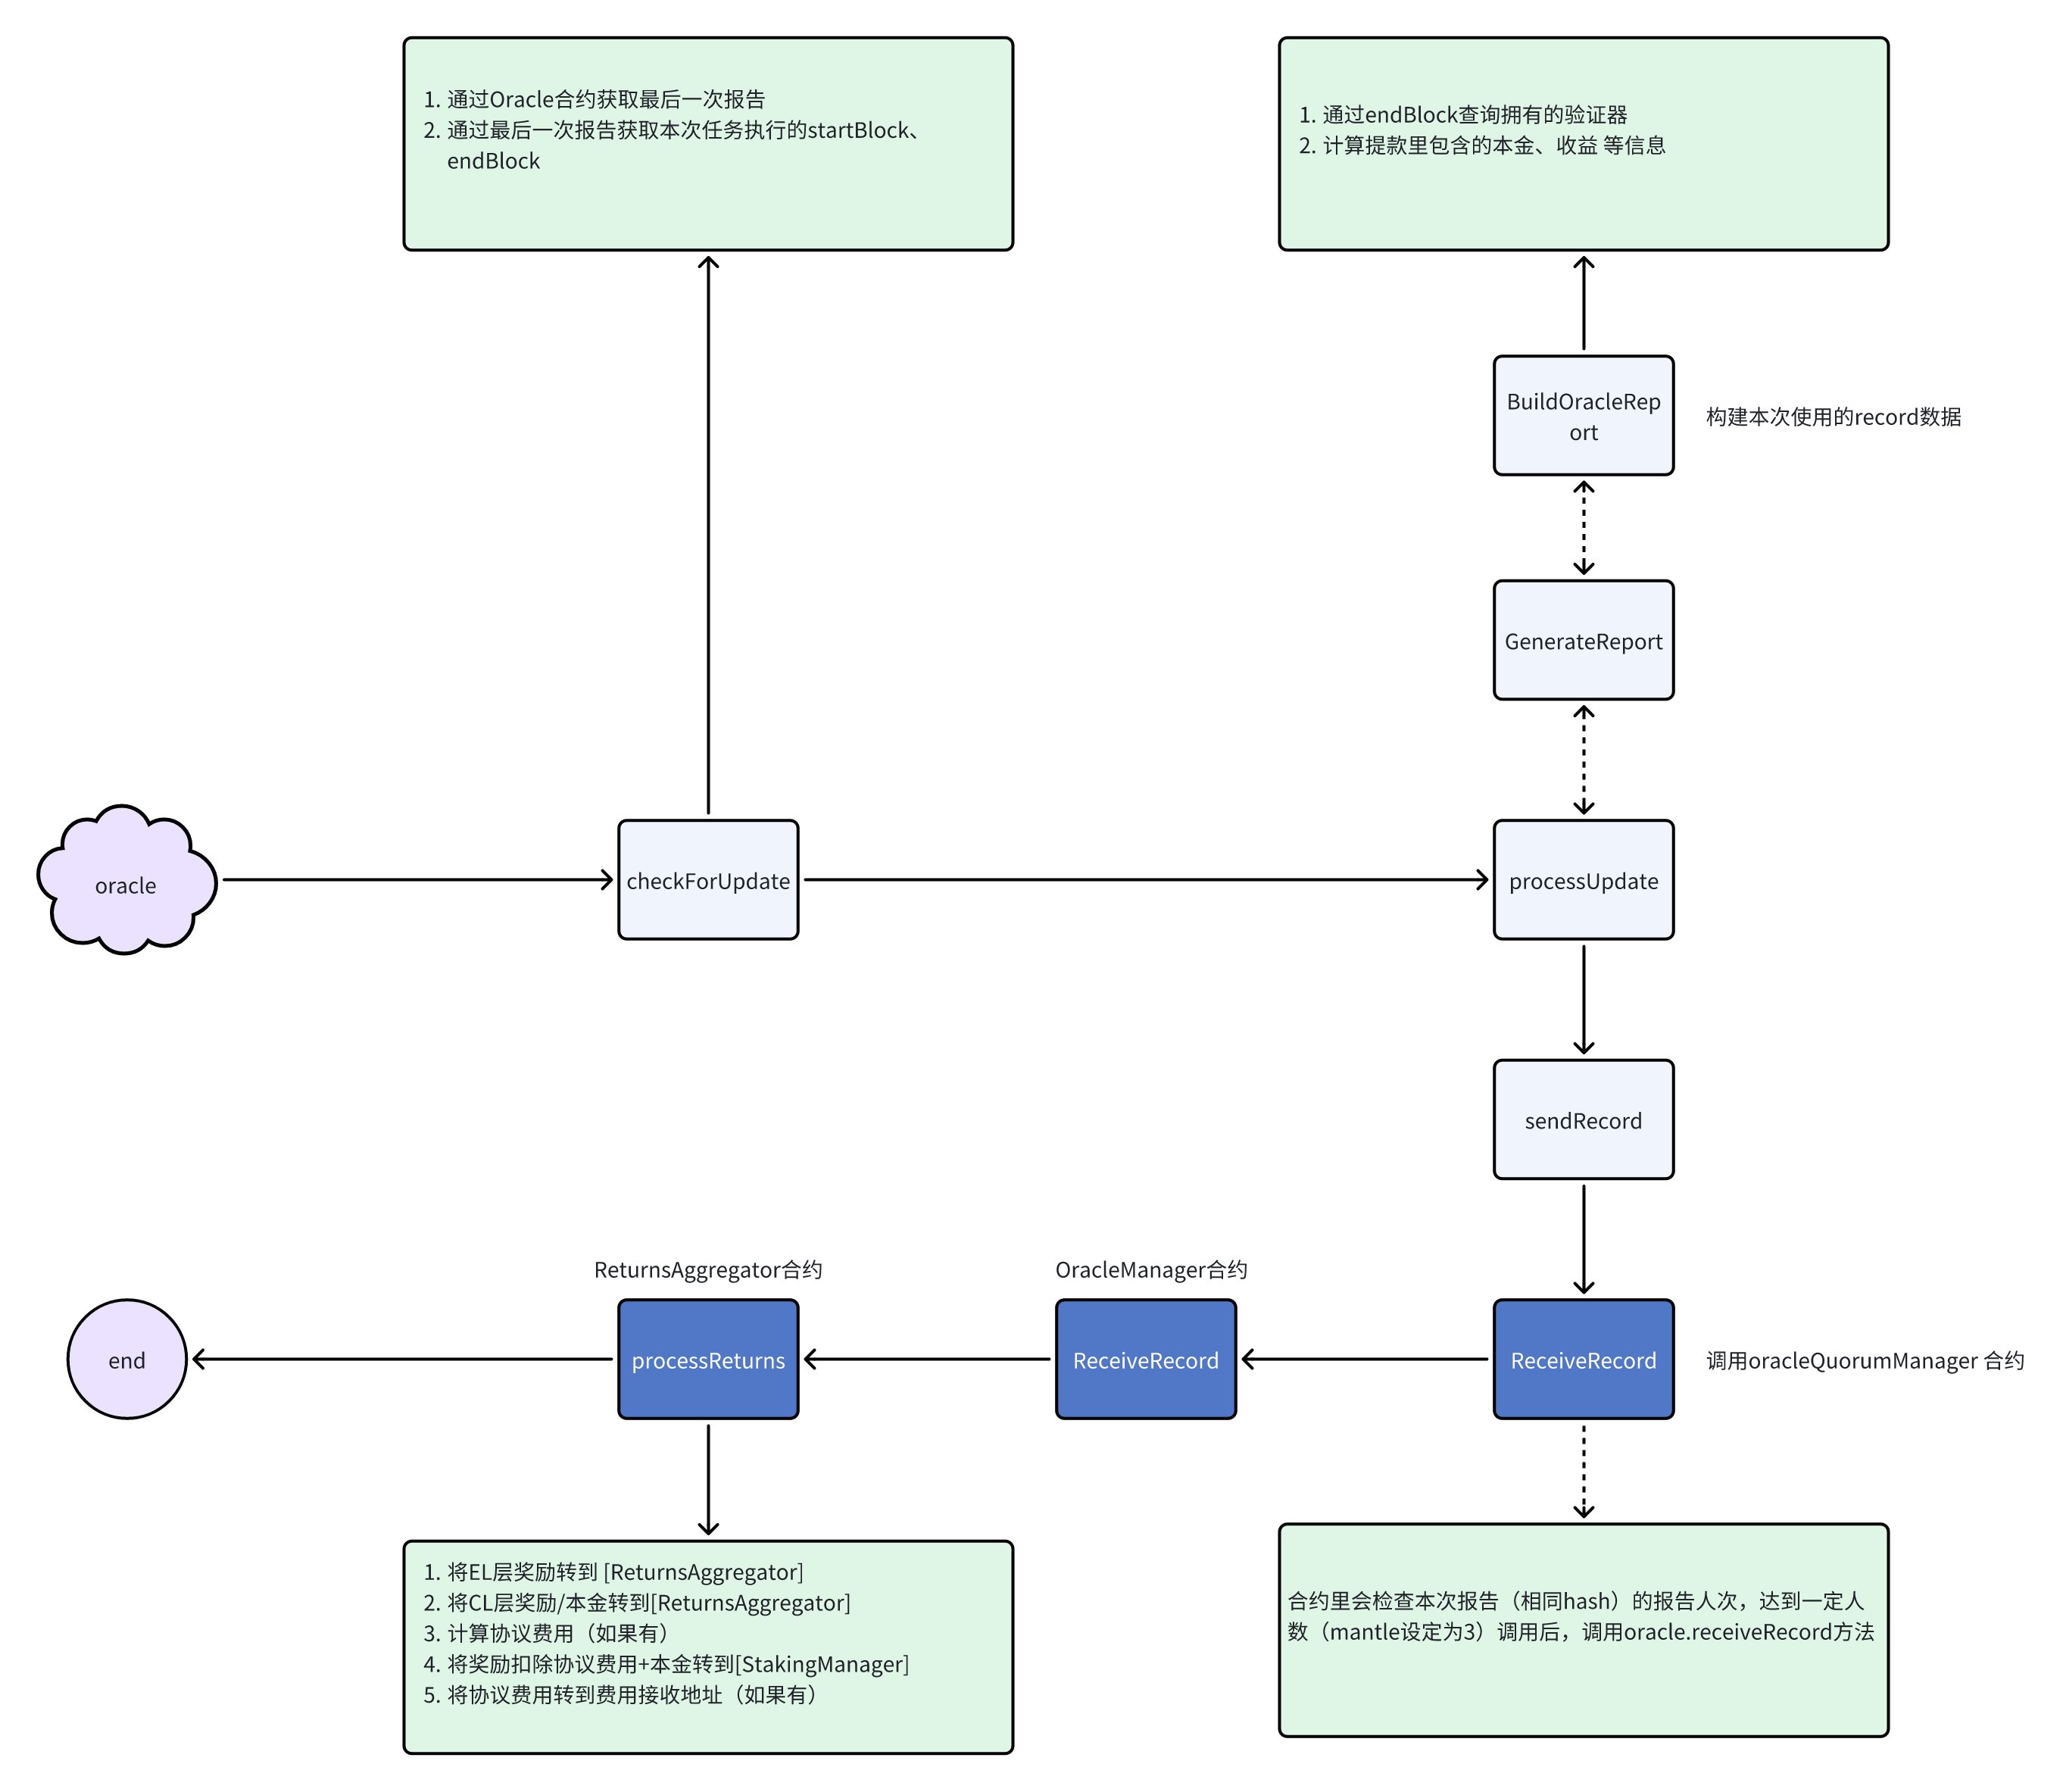 1. 通过Oracle合约获取最后一次报告
2. 通过最后一次报告获取本次任务执行的startBlock、
endBlock
1. 通过endBlock查询拥有的验证器
2. 计算提款里包含的本金、收益 等信息
BuildOracleRep
ort
构建本次使用的record数据
GenerateReport
oracle
checkForUpdate
processUpdate
sendRecord
ReturnsAggregator合约
OracleManager合约
end
processReturns
ReceiveRecord
ReceiveRecord
调用oracleQuorumManager 合约
1. 将EL层奖励转到 [ReturnsAggregator]
2. 将CL层奖励/本金转到[ReturnsAggregator]
3. 计算协议费用（如果有）
4. 将奖励扣除协议费用+本金转到[StakingManager]
5. 将协议费用转到费用接收地址（如果有）
合约里会检查本次报告（相同hash）的报告人次，达到一定人
数（mantle设定为3）调用后，调用oracle.receiveRecord方法